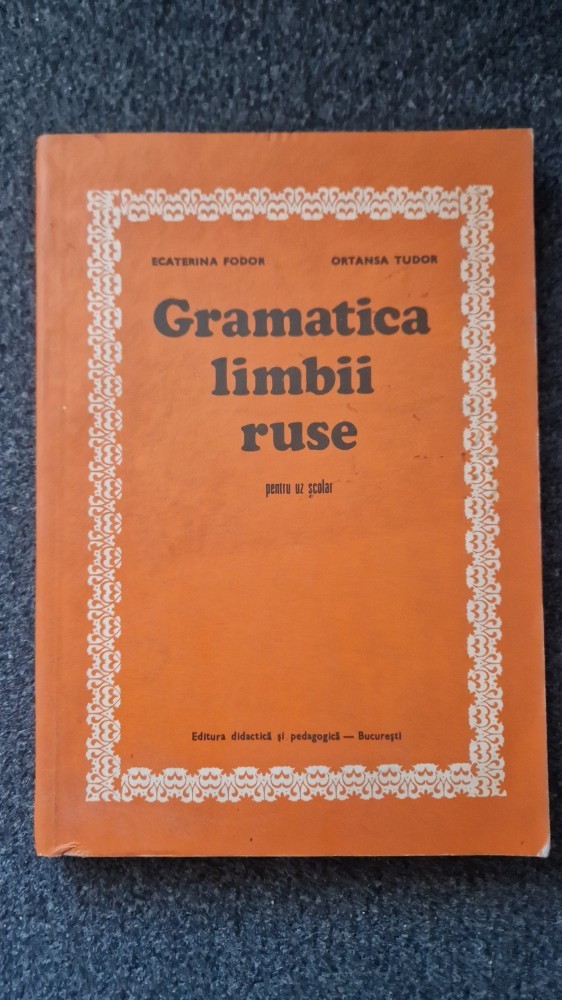 ECATERINA FODOR ORTANSA TUDOR
Gramatica
limbii
ruse
pentru uz școlar
Editura didactică și pedagogică — București